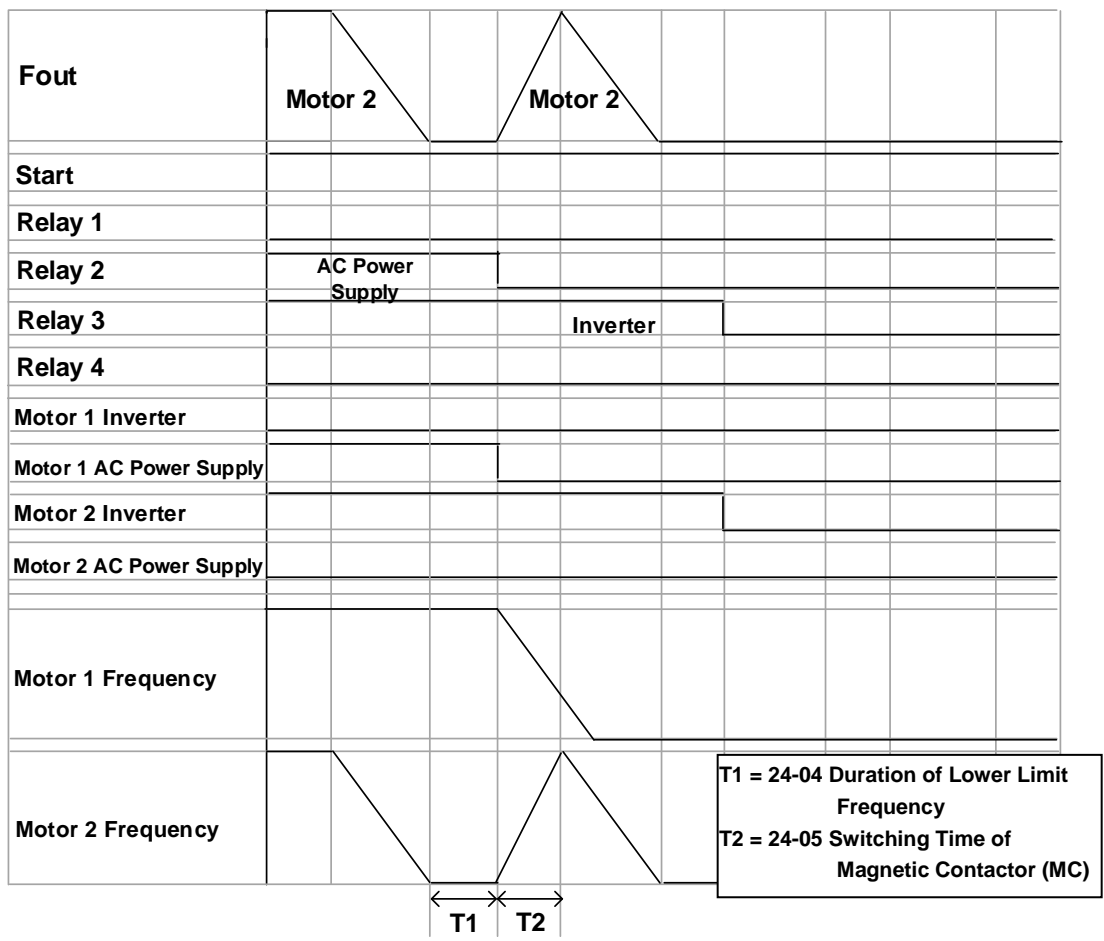 Fout
Motor 2
Motor 2
Start
Relay 1
Relay 2
AC Power
Supply
Relay 3
Inverter
Relay 4
Motor 1 Inverter
Motor 1 AC Power Supply
Motor 2 Inverter
Motor 2 AC Power Supply
Motor 1 Frequency
Motor 2 Frequency
T1 = 24-04 Duration of Lower Limit
Frequency
T2 = 24-05 Switching Time of
Magnetic Contactor (MC)
T1
T2